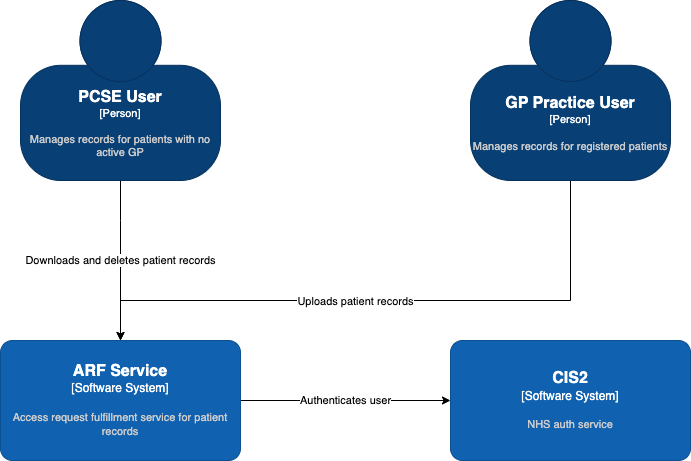 PCSE User
[Person]
Manages records for patients with no
active GP
GP Practice User
[Person]
Manages records for registered patients
Downloads and deletes patient records
Uploads patient records
ARF Service
[Software System]
Access request fulfillment service for patient
records
Authenticates user
CIS2
[Software System]
NHS auth service